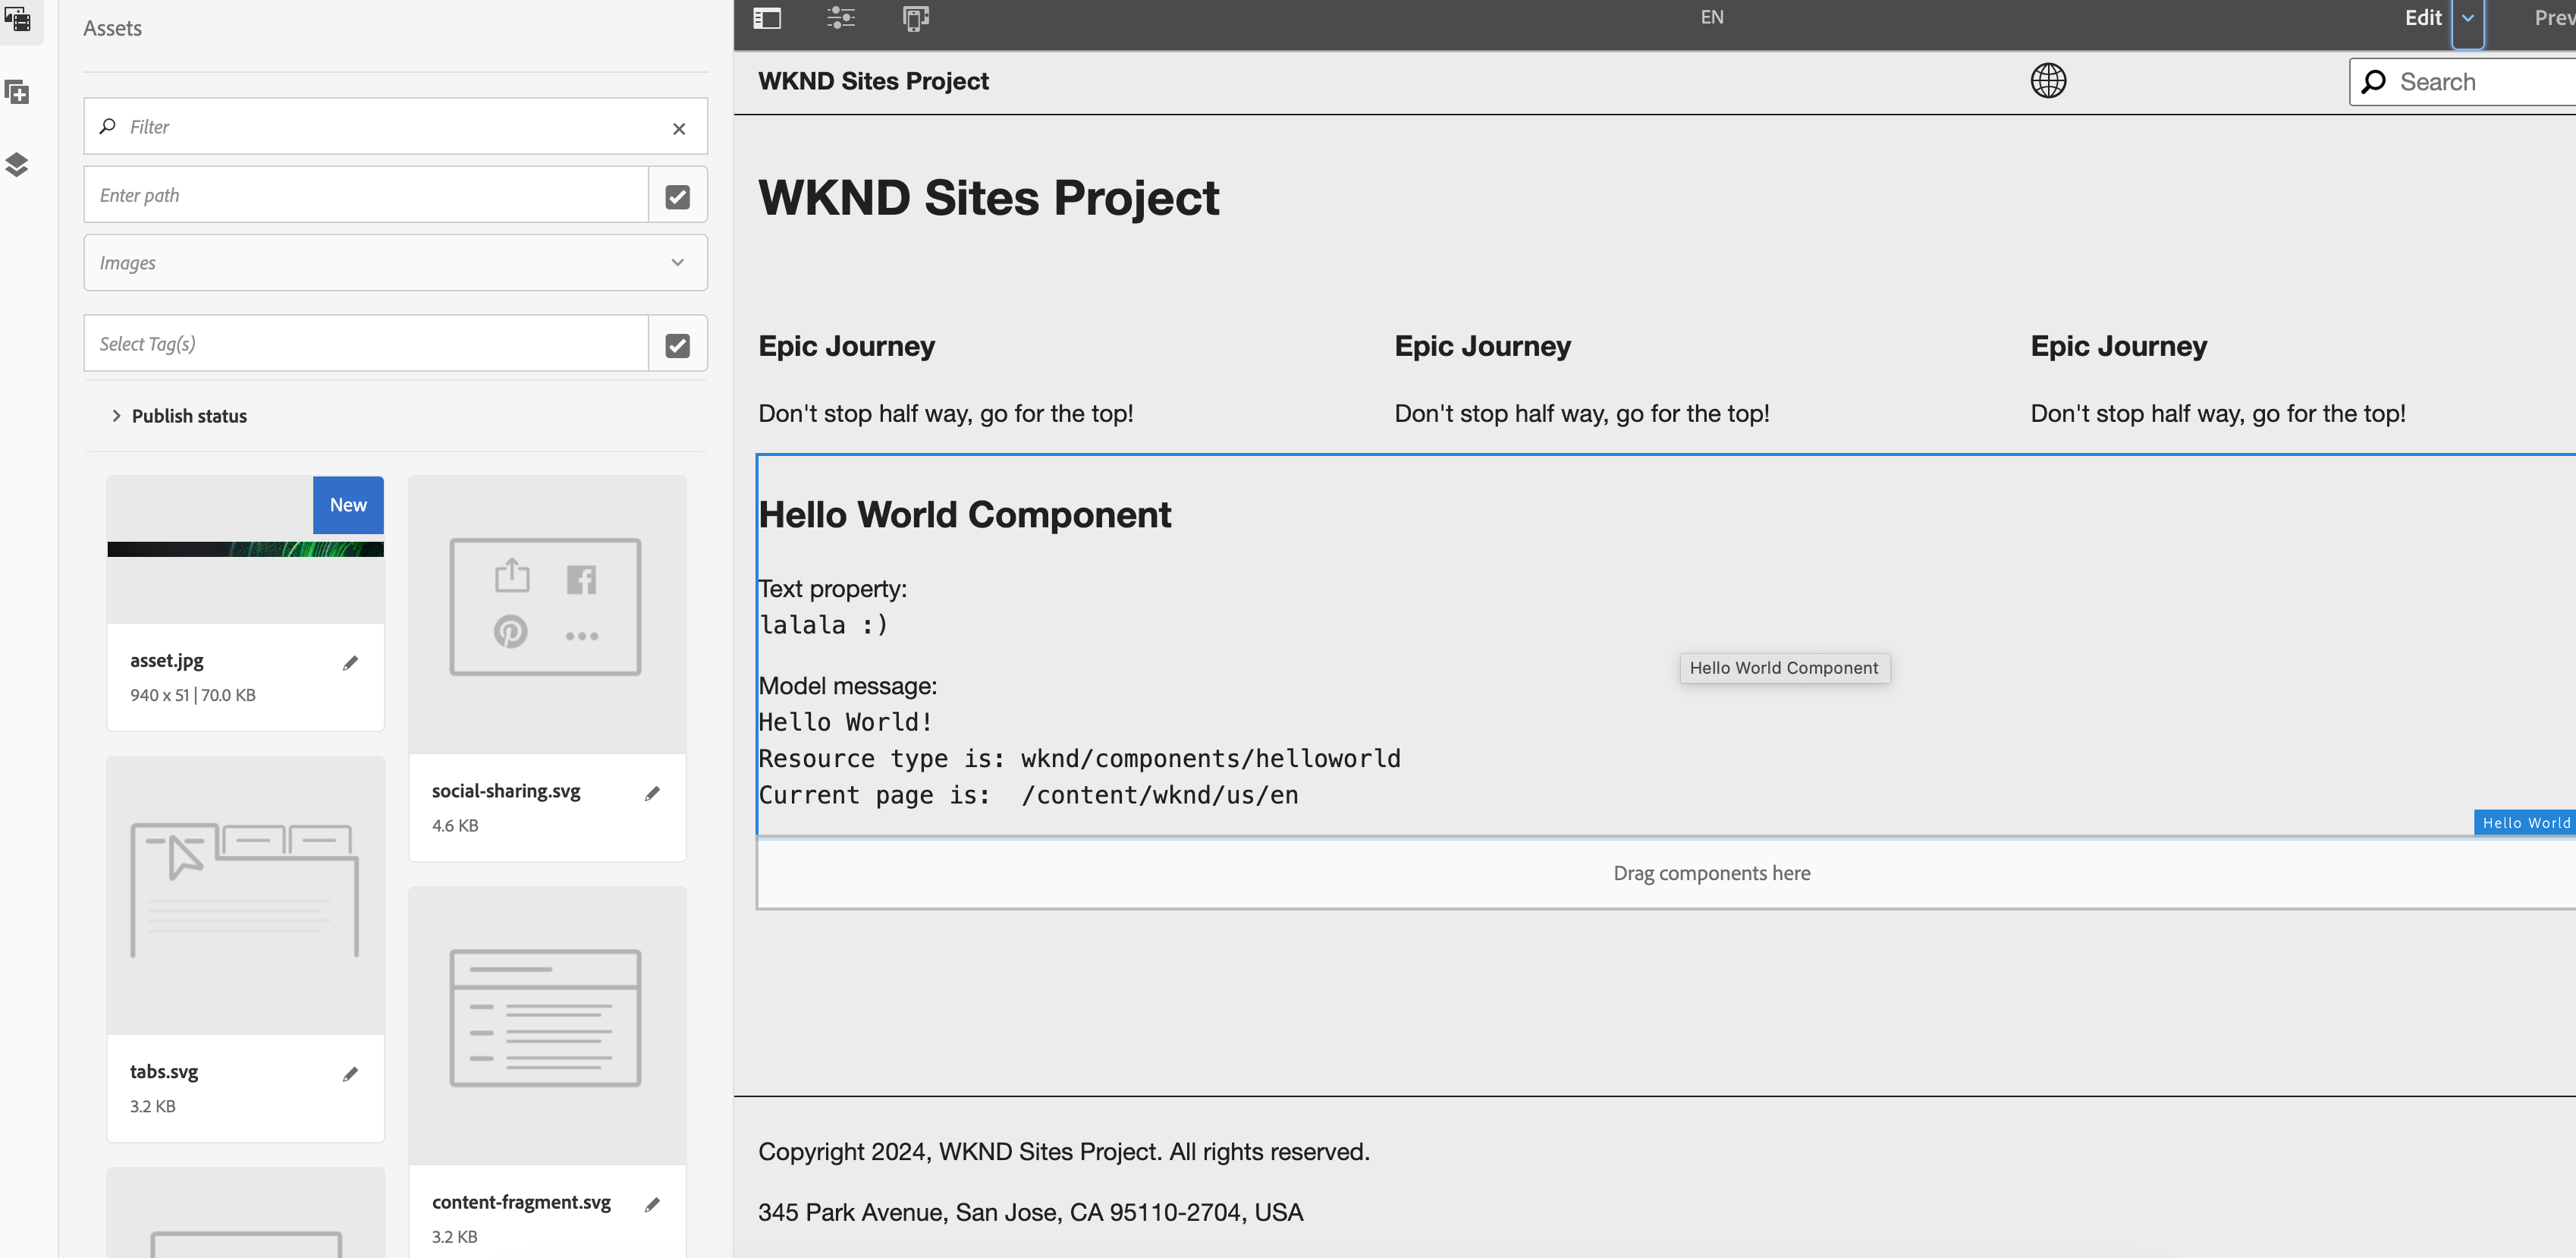 Assets
Filter
Enter path
Images
Select Tag(s)
Publish status
New
asset.jpg
940 x 51 | 70.0 KB
social-sharing.svg
4.6 KB
tabs.svg
3.2 KB
content-fragment.svg
3.2 KB
EN
Edit
Prev
WKND Sites Project
Search
WKND Sites Project
Epic Journey
Don't stop half way, go for the top!
Epic Journey
Don't stop half way, go for the top!
Epic Journey
Don't stop half way, go for the top!
Hello World Component
Text property:
lalala :)
Model message:
Hello World!
Resource type is: wknd/components/helloworld
Current page is:  /content/wknd/us/en
Hello World Component
Hello World
Drag components here
Copyright 2024, WKND Sites Project. All rights reserved.
345 Park Avenue, San Jose, CA 95110-2704, USA